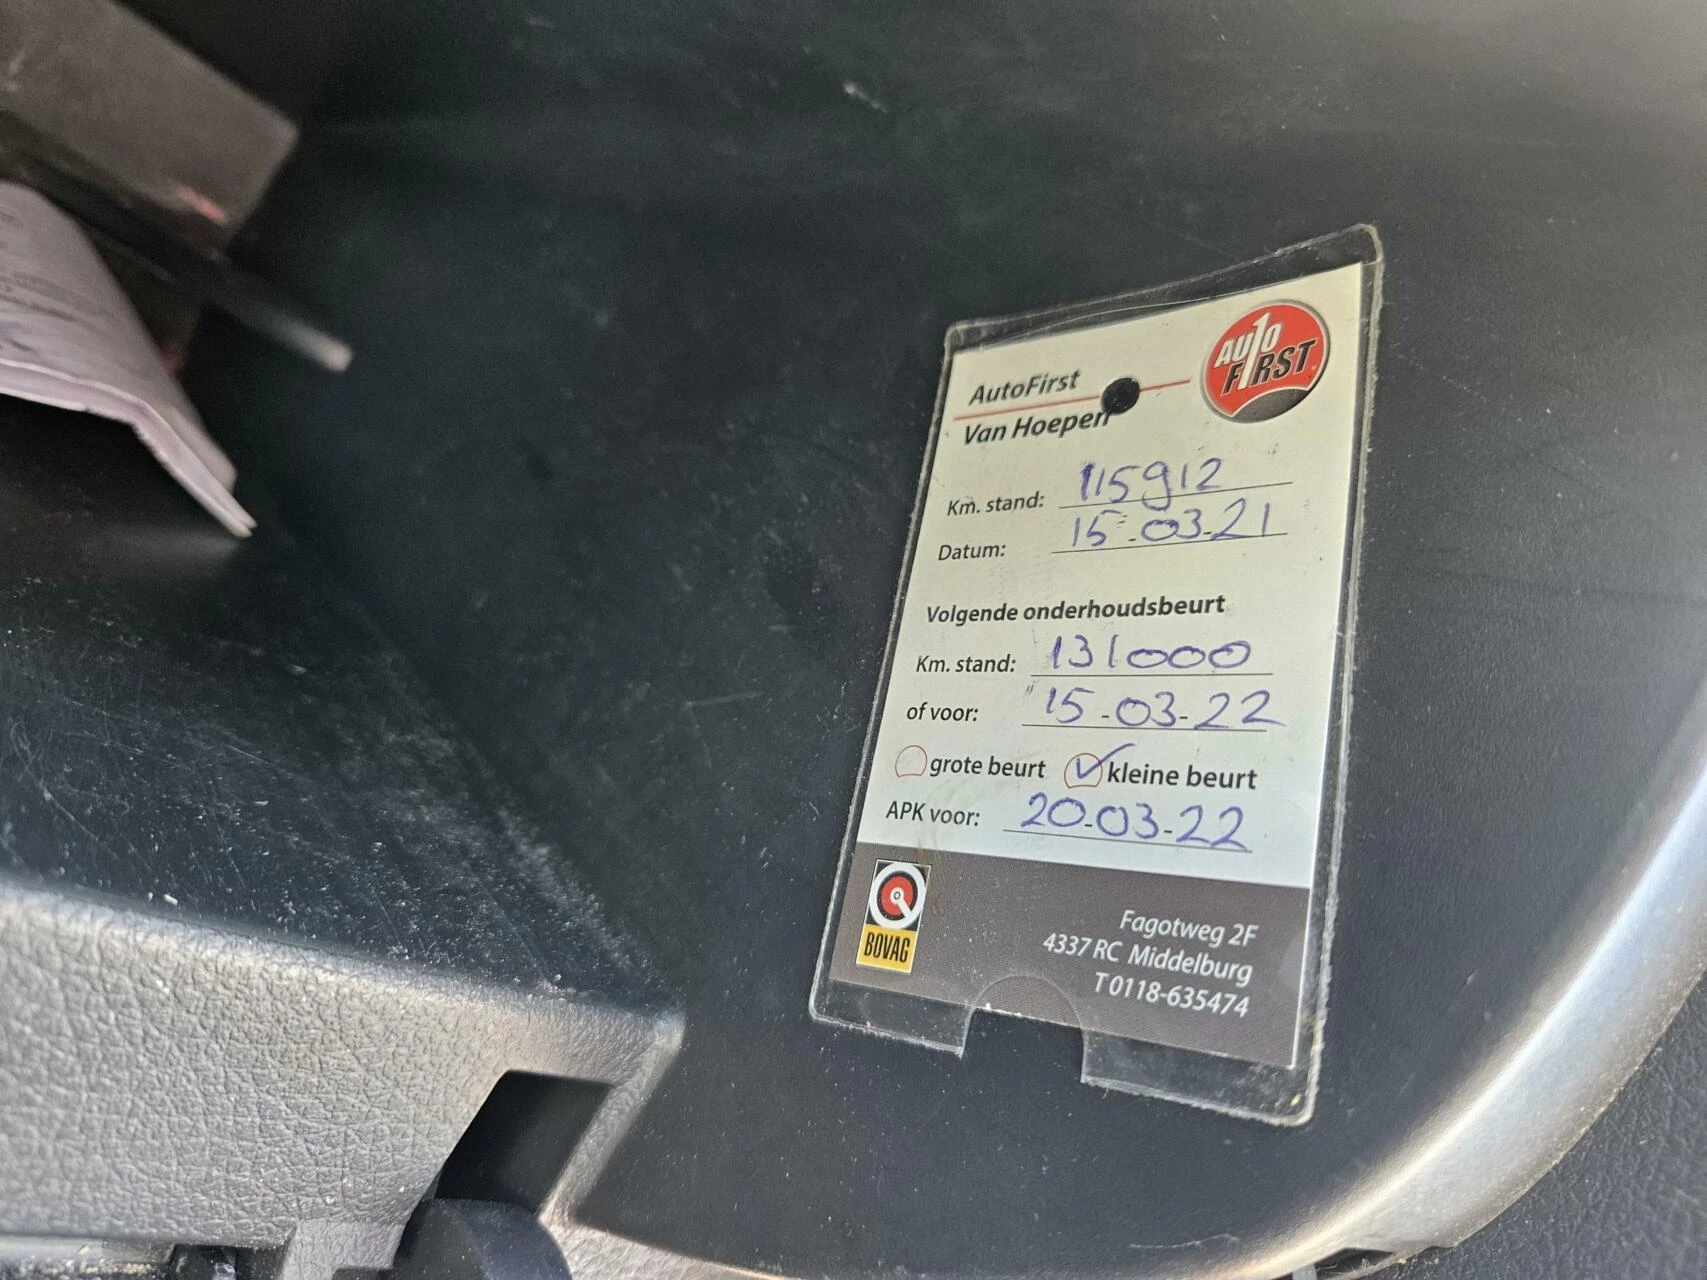 AutoFirst
AUTO
FIRST
Van Hoepen
Km. stand: 115912
Datum: 15-03-21
Volgende onderhoudsbeurt
Km. stand: 131000
of voor: 15-03-22
grote beurt kleine beurt
APK voor: 20-03-22
BOVAG
Fagotweg 2F
4337 RC Middelburg
T 0118-635474